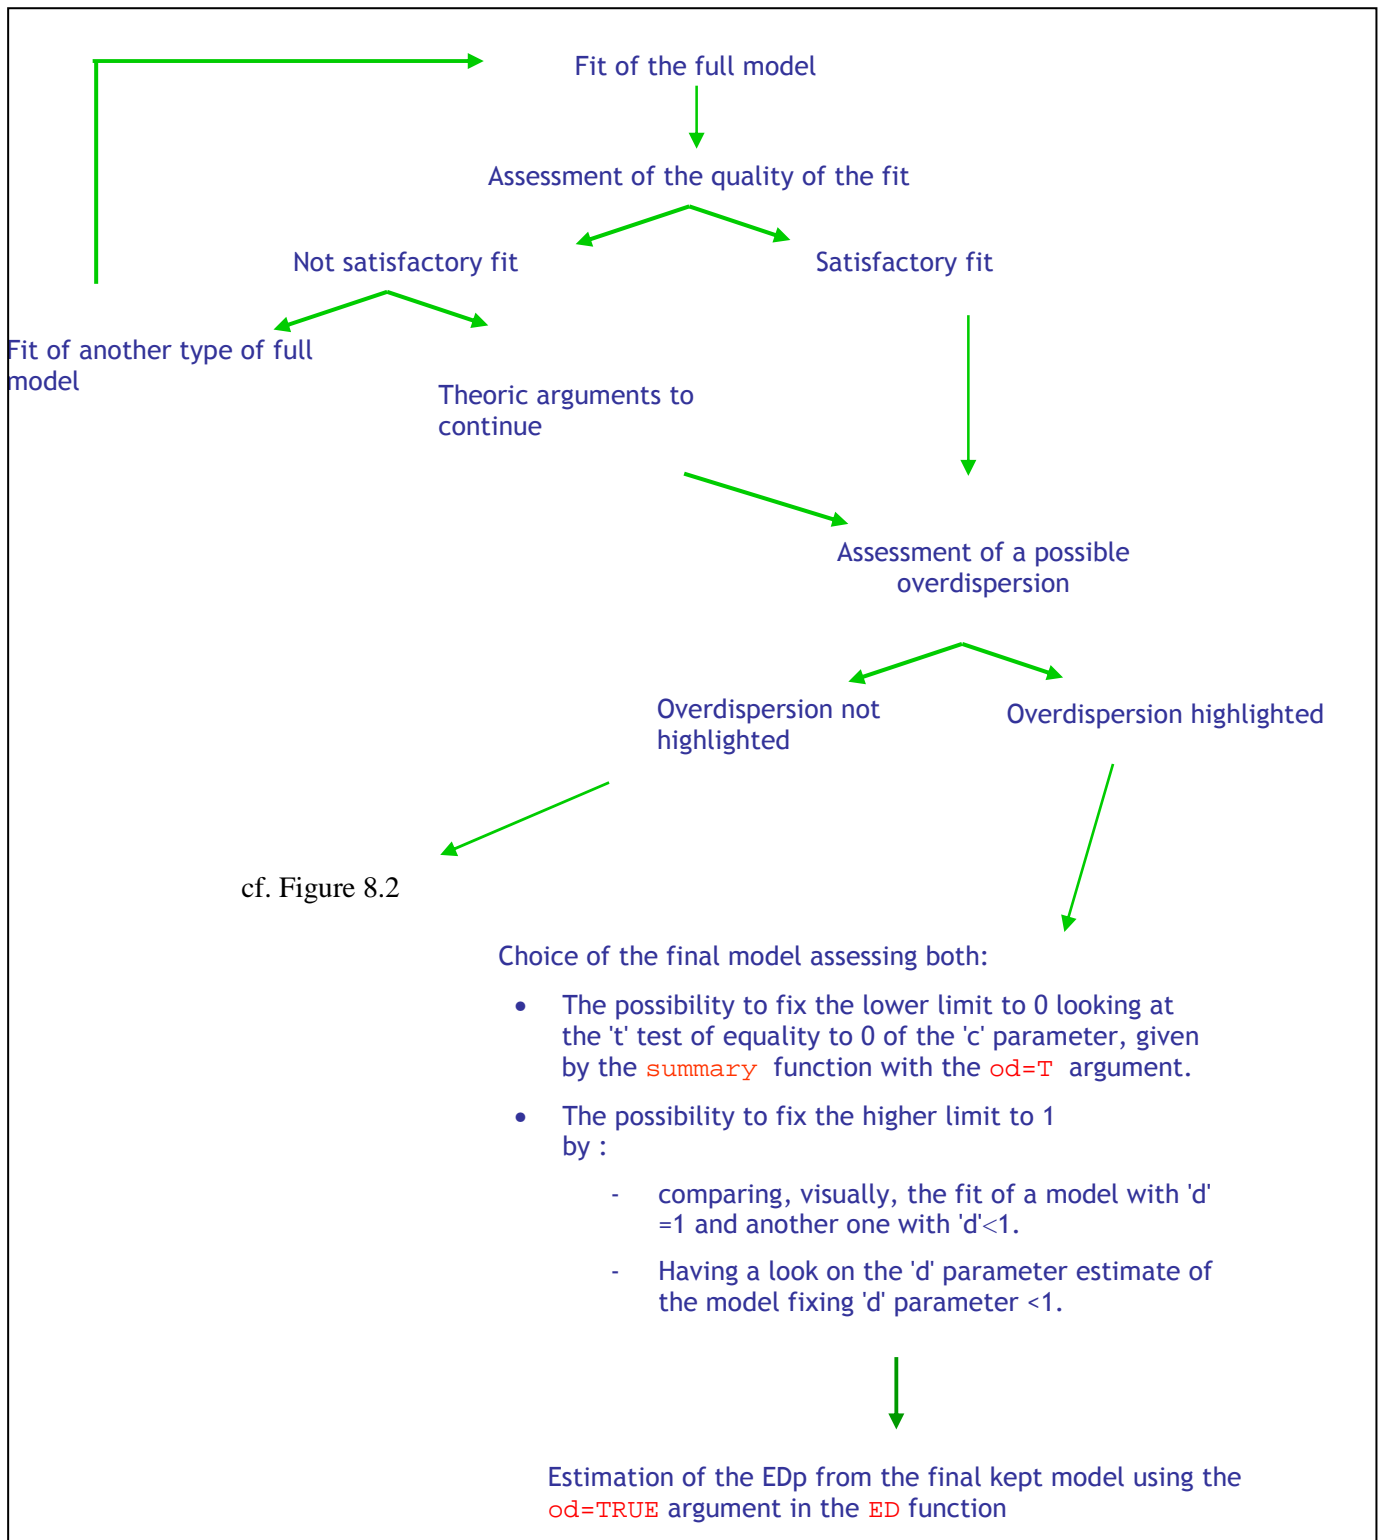 Fit of the full model
Assessment of the quality of the fit
Not satisfactory fit
Satisfactory fit
Fit of another type of full
model
Theoric arguments to
continue
Assessment of a possible
overdispersion
Overdispersion not
highlighted
Overdispersion highlighted
cf. Figure 8.2
Choice of the final model assessing both:
• The possibility to fix the lower limit to 0 looking at
the 't' test of equality to 0 of the 'c' parameter, given
by the summary function with the od=T argument.
• The possibility to fix the higher limit to 1
by :
- comparing, visually, the fit of a model with 'd'
=1 and another one with 'd'<1.
- Having a look on the 'd' parameter estimate of
the model fixing 'd' parameter <1.
Estimation of the EDp from the final kept model using the
od=TRUE argument in the ED function